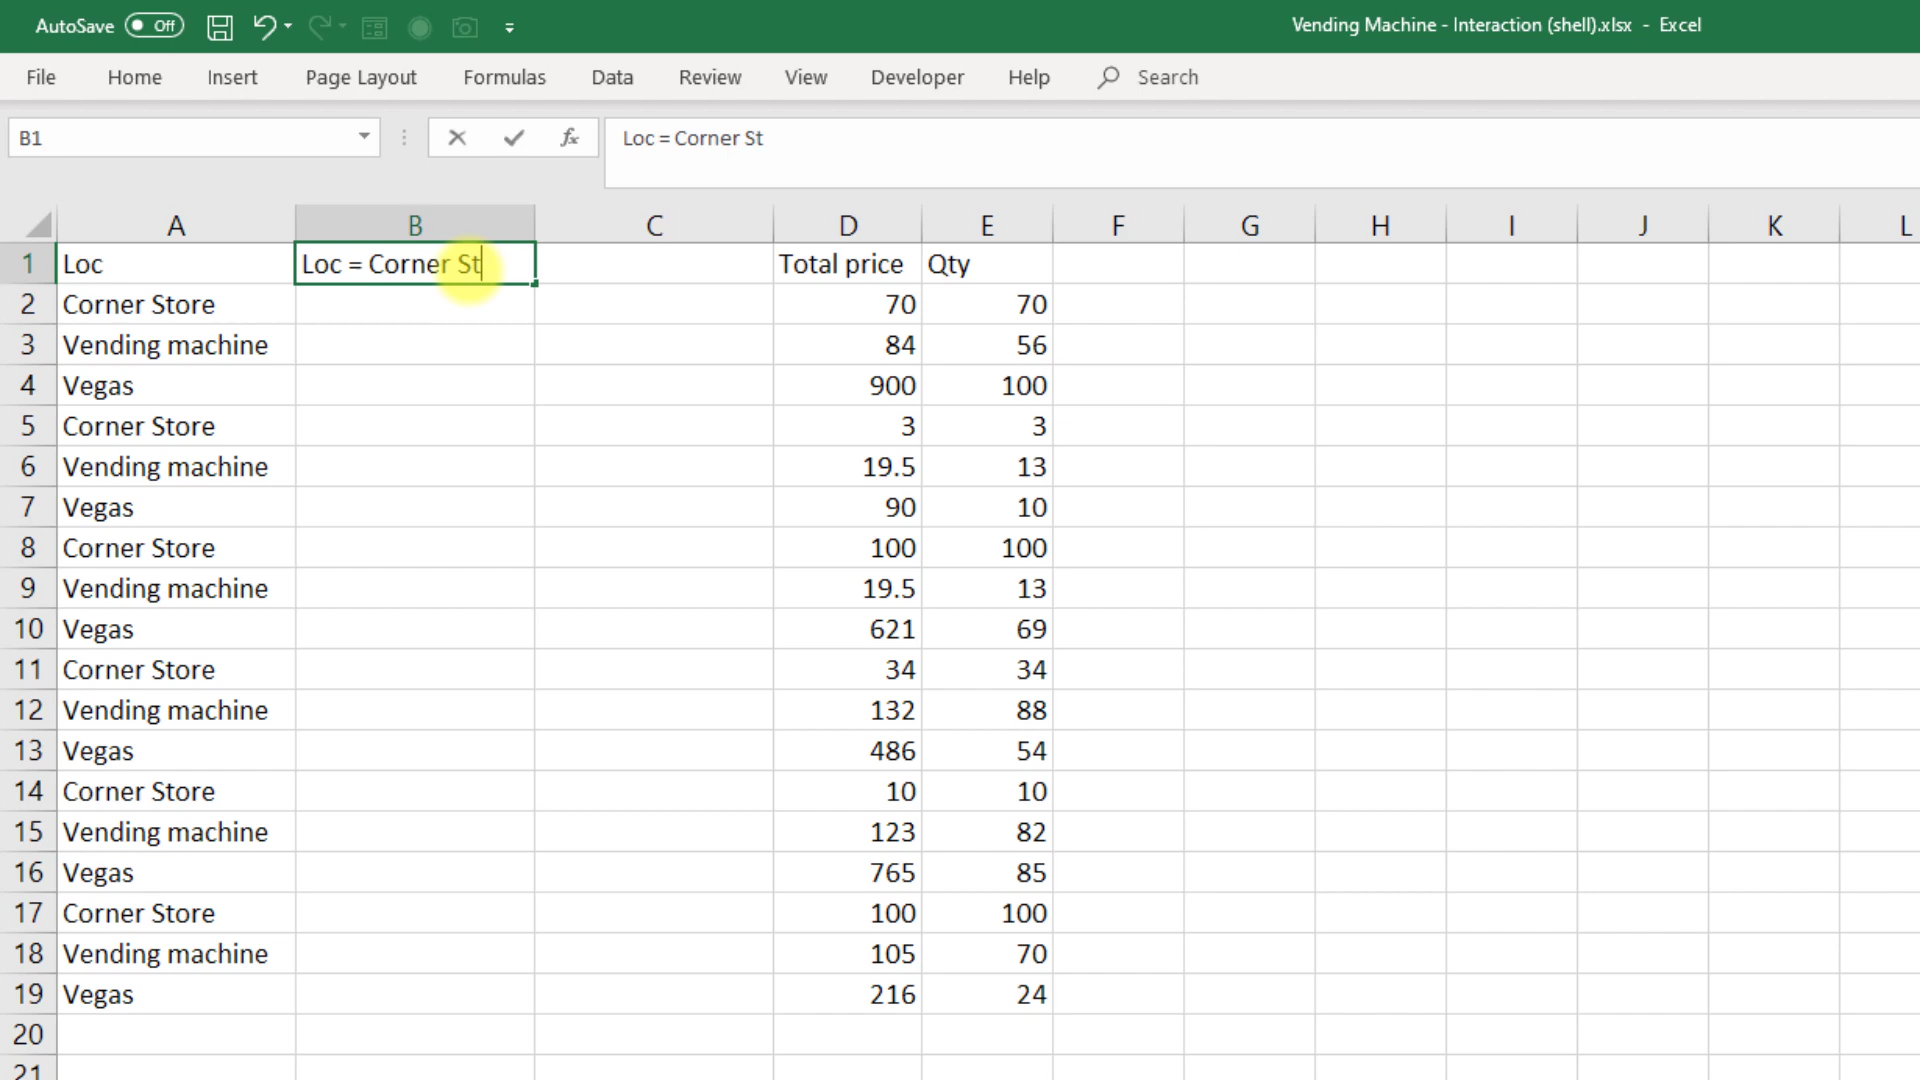 AutoSave Off Vending Machine - Interaction (shell).xlsx - Excel
File Home Insert Page Layout Formulas Data Review View Developer Help Search
B1 fx Loc = Corner St
A B C D E F G H I J K L
1 Loc Loc = Corner St Total price Qty
2 Corner Store 70 70
3 Vending machine 84 56
4 Vegas 900 100
5 Corner Store 3 3
6 Vending machine 19.5 13
7 Vegas 90 10
8 Corner Store 100 100
9 Vending machine 19.5 13
10 Vegas 621 69
11 Corner Store 34 34
12 Vending machine 132 88
13 Vegas 486 54
14 Corner Store 10 10
15 Vending machine 123 82
16 Vegas 765 85
17 Corner Store 100 100
18 Vending machine 105 70
19 Vegas 216 24
20
21